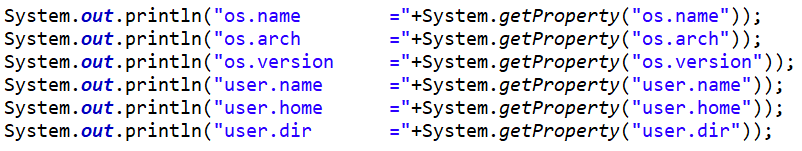 System.out.println("os.name         ="+System.getProperty("os.name"));
System.out.println("os.arch         ="+System.getProperty("os.arch"));
System.out.println("os.version      ="+System.getProperty("os.version"));
System.out.println("user.name       ="+System.getProperty("user.name"));
System.out.println("user.home       ="+System.getProperty("user.home"));
System.out.println("user.dir        ="+System.getProperty("user.dir"));